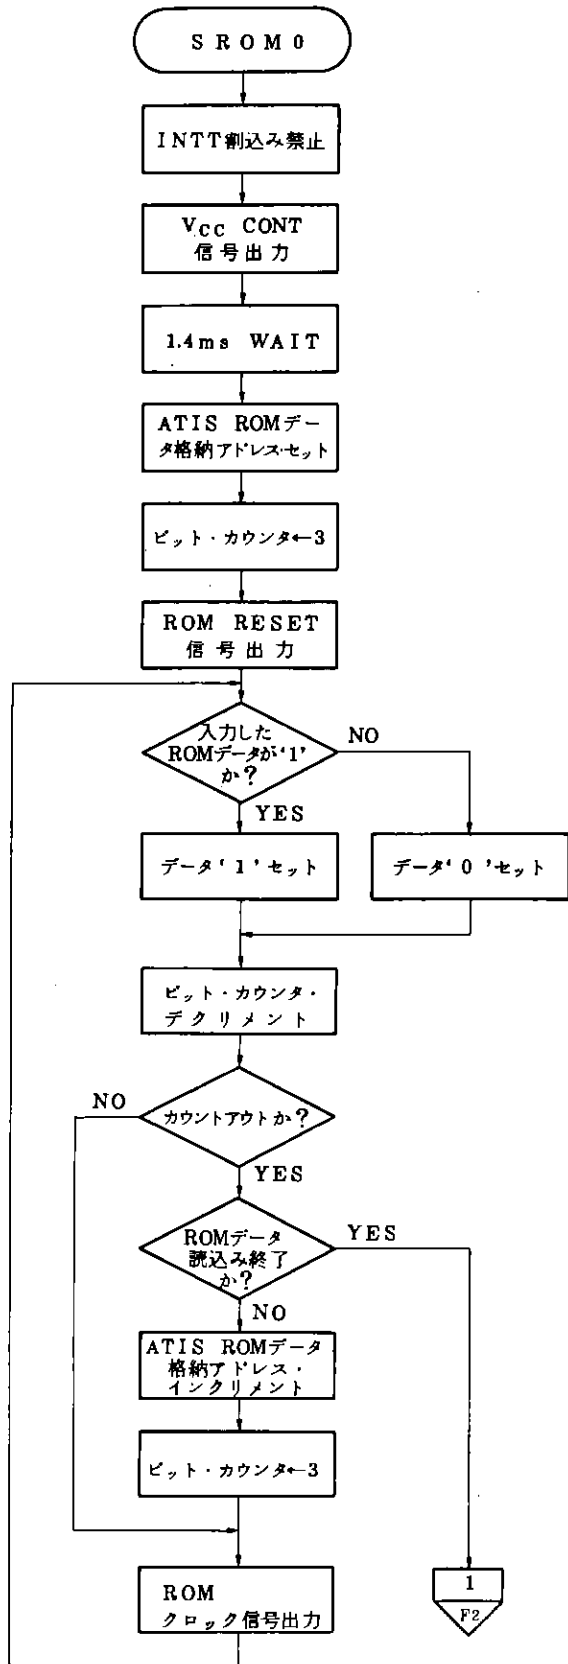 SROM0
INTT割込み禁止
VCC CONT
信号出力
1.4ms WAIT
ATIS ROMデー
タ格納アドレス・セット
ビット・カウンタ←3
ROM RESET
信号出力
入力した
ROMデータが‘1’
か?
NO
YES
データ‘1’セット
データ‘0’セット
ビット・カウンタ・
デクリメント
NO
カウントアウトか?
YES
ROMデータ
読込み終了
か?
YES
NO
ATIS ROMデータ
格納アドレス・
インクリメント
ビット・カウンタ←3
ROM
クロック信号出力
1
F2